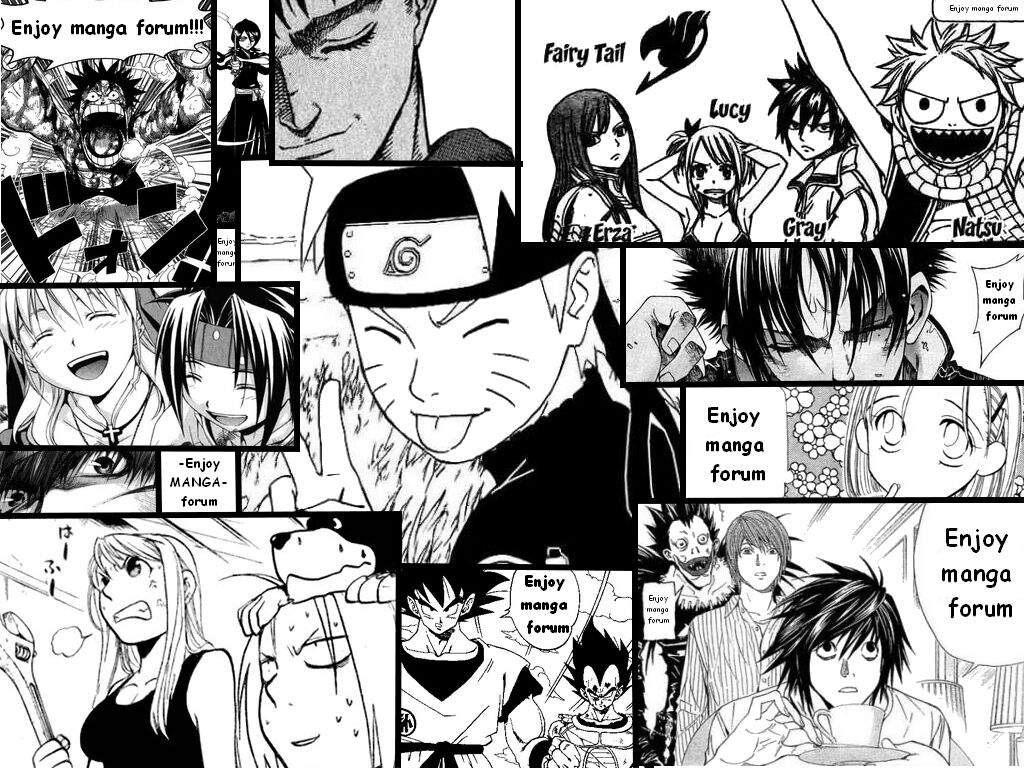 Enjoy manga forum!!!
Enjoy manga forum
Fairy Tail
Lucy
Erza
Gray
Natsu
ドォン
Enjoy
manga
forum
Enjoy
manga
forum
Enjoy
manga
forum
-Enjoy
MANGA-
forum
はーふー
Enjoy
manga
forum
Enjoy
manga
forum
Enjoy
manga
forum